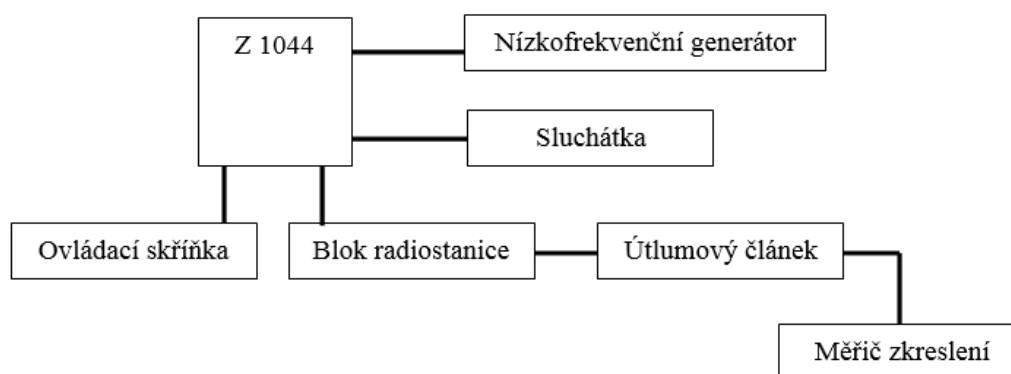 Z 1044
Nízkofrekvenční generátor
Sluchátka
Ovládací skříňka
Blok radiostanice
Útlumový článek
Měřič zkreslení